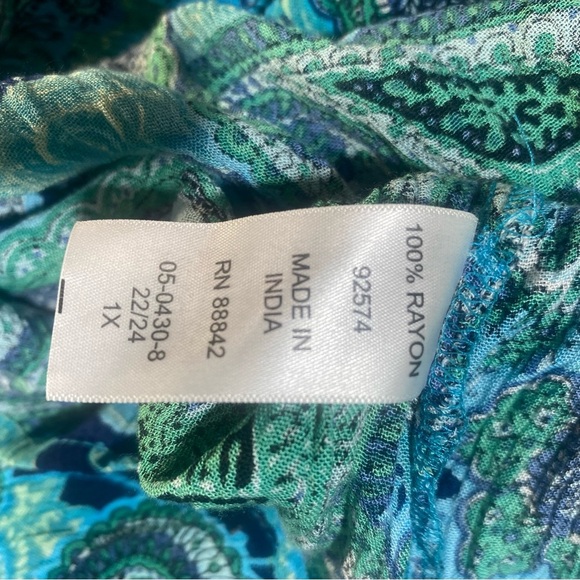 100% RAYON
92574
MADE IN
INDIA
RN 88842
05-0430-8
22/24
1X